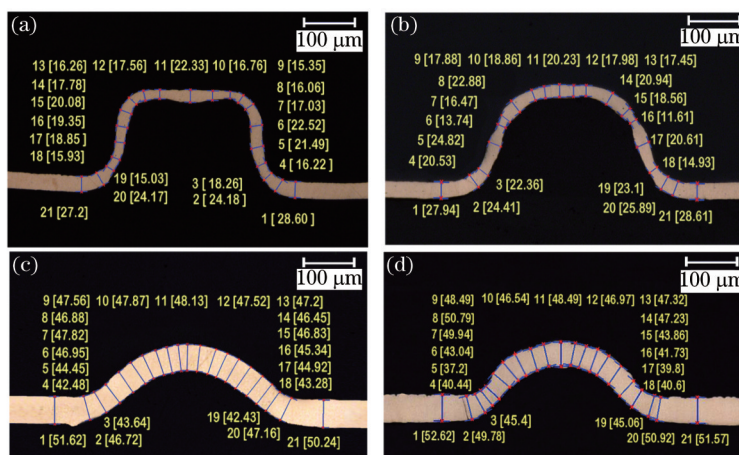 (a)
100 μm
13 [16.26] 12 [17.56] 11 [22.33] 10 [16.76] 9 [15.35]
14 [17.78] 8 [16.06]
15 [20.08] 7 [17.03]
16 [19.35] 6 [22.52]
17 [18.85] 5 [21.49]
18 [15.93] 4 [16.22]
19 [15.03] 3 [ 18.26]
20 [24.17] 2 [ 24.18]
21 [27.2] 1 [ 28.60 ]
(b)
100 μm
9 [17.88] 10 [18.86] 11 [20.23] 12 [17.98] 13 [17.45]
8 [22.88] 14 [20.94]
7 [16.47] 15 [18.56]
6 [13.74] 16 [11.61]
5 [24.82] 17 [20.61]
4 [20.53] 18 [14.93]
3 [22.36] 19 [23.1]
1 [27.94] 2 [24.41] 20 [25.89] 21 [28.61]
(c)
100 μm
9 [47.56] 10 [47.87] 11 [48.13] 12 [47.52] 13 [47.2]
8 [46.88] 14 [46.45]
7 [47.82] 15 [46.83]
6 [46.95] 16 [45.34]
5 [44.45] 17 [44.92]
4 [42.48] 18 [43.28]
3 [43.64] 19 [42.43]
1 [51.62] 2 [46.72] 20 [47.16] 21 [50.24]
(d)
100 μm
9 [48.49] 10 [46.54] 11 [48.49] 12 [46.97] 13 [47.32]
8 [50.79] 14 [47.23]
7 [49.94] 15 [43.86]
6 [43.04] 16 [41.73]
5 [37.2] 17 [39.8]
4 [40.44] 18 [40.6]
3 [45.4] 19 [45.06]
1 [52.62] 2 [49.78] 20 [50.92] 21 [51.57]